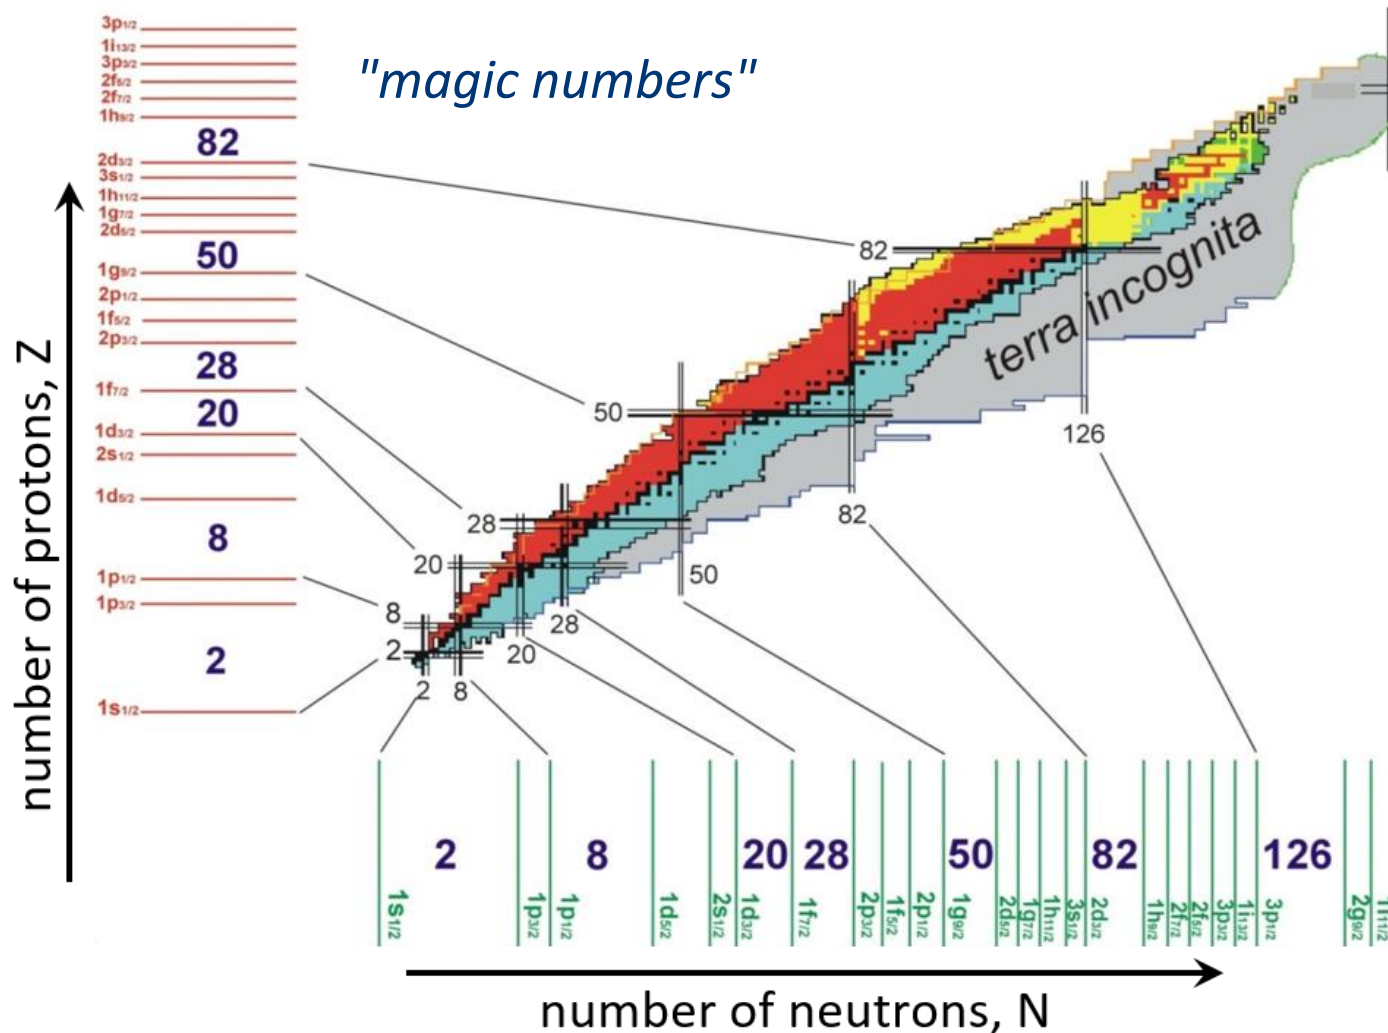 "magic numbers"
number of protons, Z
3p1/2
1i13/2
3p3/2
2f5/2
2f7/2
1h9/2
82
2d3/2
3s1/2
1h11/2
1g7/2
2d5/2
50
1g9/2
2p1/2
1f5/2
2p3/2
28
1f7/2
20
1d3/2
2s1/2
1d5/2
8
1p1/2
1p3/2
2
1s1/2
82
50
28
20
8
2
terra incognita
126
82
50
28
20
2
8
2
8
20
28
50
82
126
1s1/2
1p3/2
1p1/2
1d5/2
2s1/2
1d3/2
1f7/2
2p3/2
1f5/2
2p1/2
1g9/2
2d5/2
1g7/2
1h11/2
3s1/2
2d3/2
1h9/2
2f7/2
2f5/2
3p3/2
1i13/2
3p1/2
2g9/2
number of neutrons, N